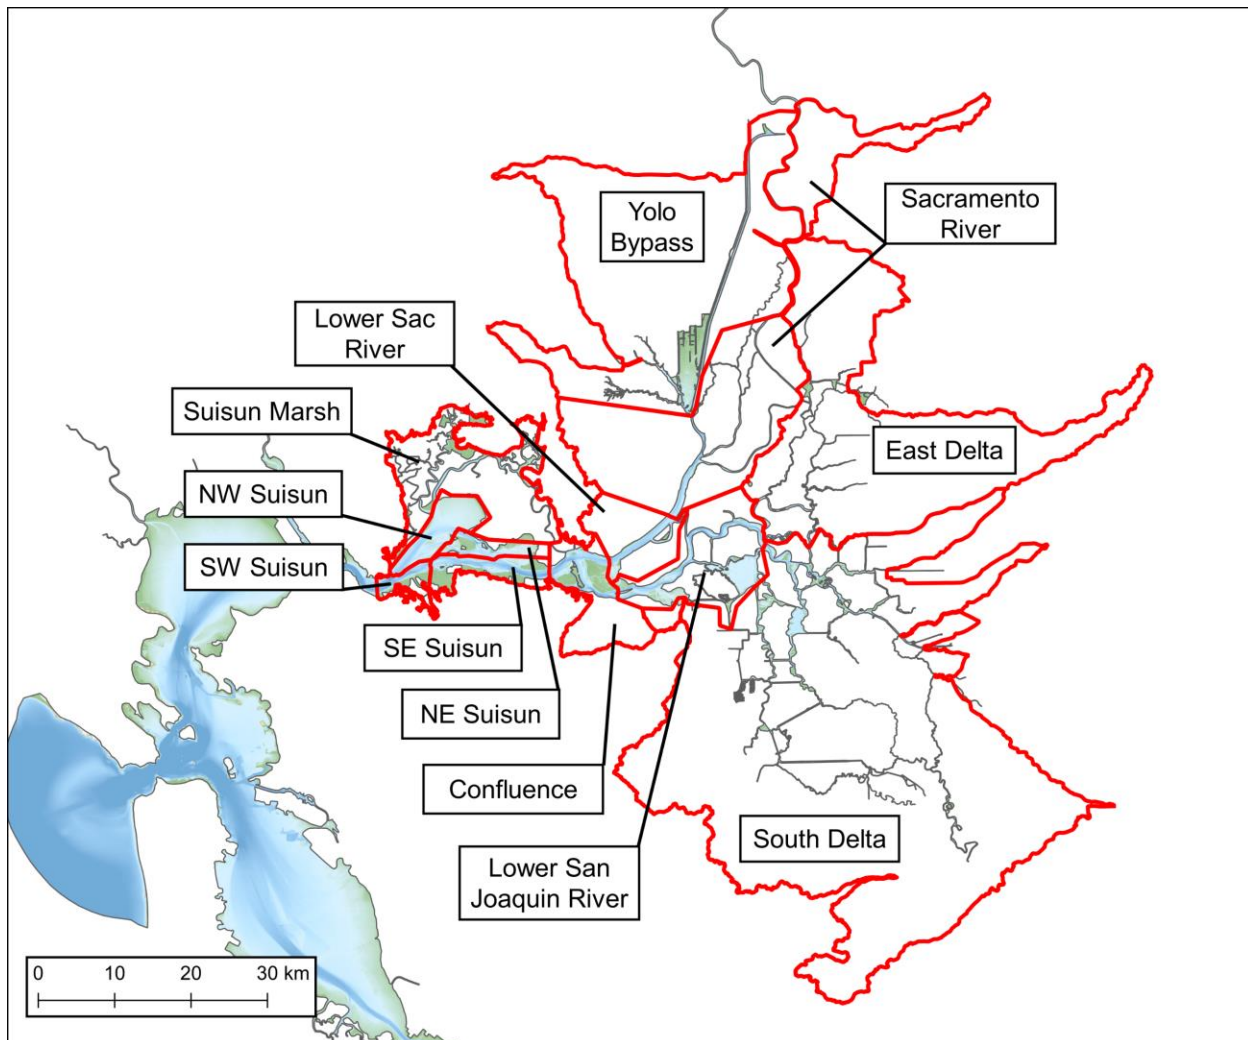 Yolo
Bypass
Sacramento
River
Lower Sac
River
Suisun Marsh
East Delta
NW Suisun
SW Suisun
SE Suisun
NE Suisun
Confluence
South Delta
Lower San
Joaquin River
0 10 20 30 km